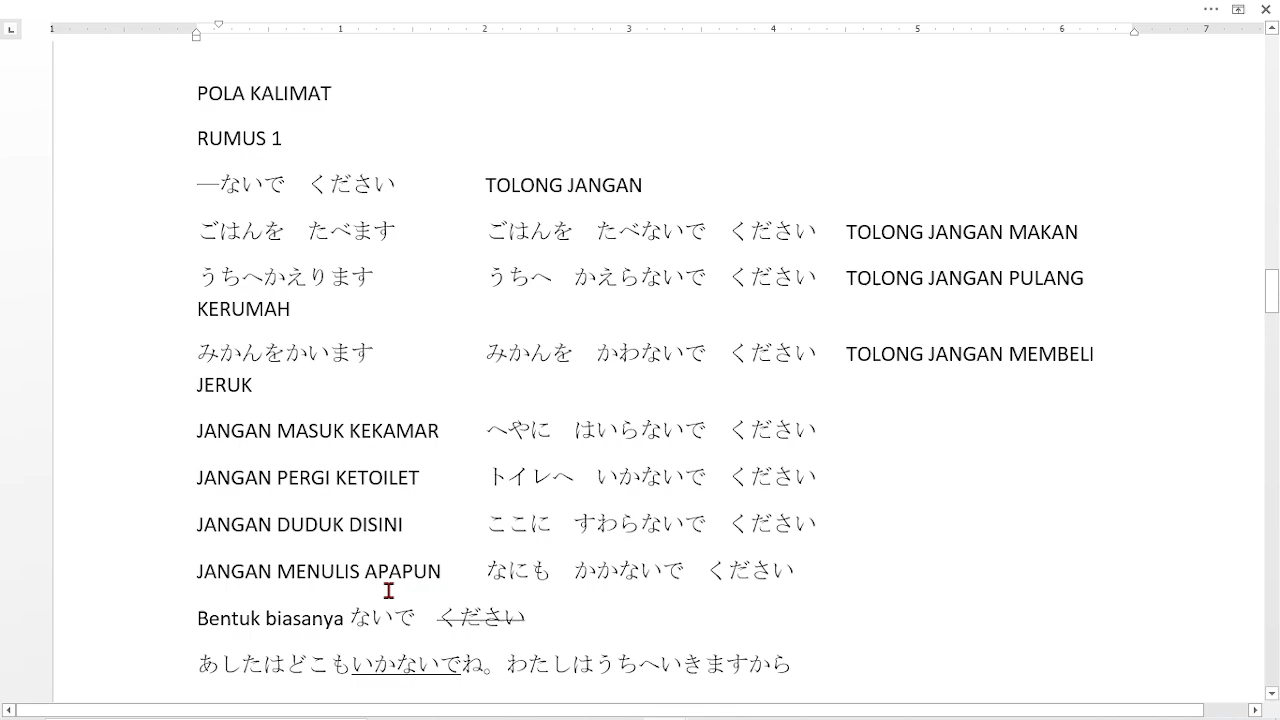 1 1 2 3 4 5 6 7
POLA KALIMAT
RUMUS 1
—ないで　ください　TOLONG JANGAN
ごはんを　たべます　ごはんを　たべないで　ください　TOLONG JANGAN MAKAN
うちへかえります　うちへ　かえらないで　ください　TOLONG JANGAN PULANG
KERUMAH
みかんをかいます　みかんを　かわないで　ください　TOLONG JANGAN MEMBELI
JERUK
JANGAN MASUK KEKAMAR　へやに　はいらないで　ください
JANGAN PERGI KETOILET　トイレへ　いかないで　ください
JANGAN DUDUK DISINI　ここに　すわらないで　ください
JANGAN MENULIS APAPUN　なにも　かかないで　ください
Bentuk biasanya ないで　ください
あしたはどこもいかないでね。わたしはうちへいきますから